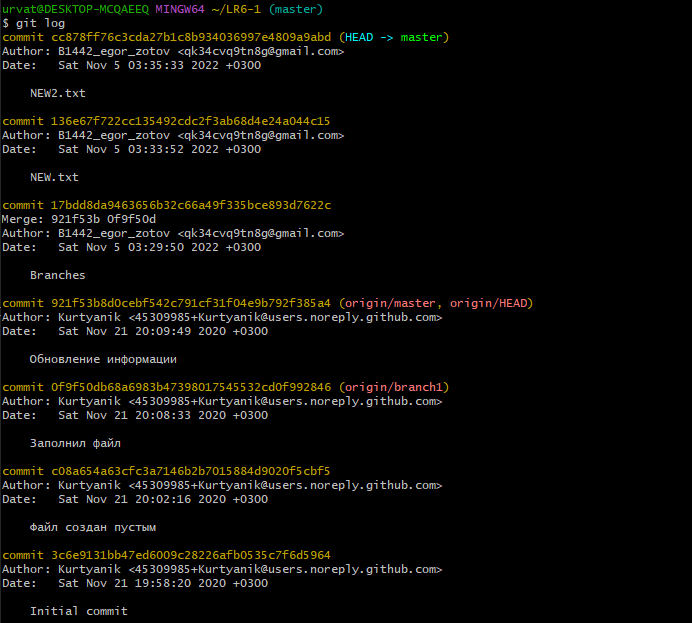 urvat@DESKTOP-MCQAEEQ MINGW64 ~/LR6-1 (master)
$ git log
commit cc878ff76c3cda27b1c8b934036997e4809a9abd (HEAD -> master)
Author: B1442_egor_zotov <qk34cvq9tn8g@gmail.com>
Date:   Sat Nov 5 03:35:33 2022 +0300

    NEW2.txt

commit 136e67f722cc135492cdc2f3ab68d4e24a044c15
Author: B1442_egor_zotov <qk34cvq9tn8g@gmail.com>
Date:   Sat Nov 5 03:33:52 2022 +0300

    NEW.txt

commit 17bdd8da9463656b32c66a49f335bce893d7622c
Merge: 921f53b 0f9f50d
Author: B1442_egor_zotov <qk34cvq9tn8g@gmail.com>
Date:   Sat Nov 5 03:29:50 2022 +0300

    Branches

commit 921f53b8d0cebf542c791cf31f04e9b792f385a4 (origin/master, origin/HEAD)
Author: Kurtyanik <45309985+Kurtyanik@users.noreply.github.com>
Date:   Sat Nov 21 20:09:49 2020 +0300

    Обновление информации

commit 0f9f50db68a6983b47398017545532cd0f992846 (origin/branch1)
Author: Kurtyanik <45309985+Kurtyanik@users.noreply.github.com>
Date:   Sat Nov 21 20:08:33 2020 +0300

    Заполнил файл

commit c08a654a63cfc3a7146b2b7015884d9020f5cbf5
Author: Kurtyanik <45309985+Kurtyanik@users.noreply.github.com>
Date:   Sat Nov 21 20:02:16 2020 +0300

    Файл создан пустым

commit 3c6e9131bb47ed6009c28226afb0535c7f6d5964
Author: Kurtyanik <45309985+Kurtyanik@users.noreply.github.com>
Date:   Sat Nov 21 19:58:20 2020 +0300

    Initial commit